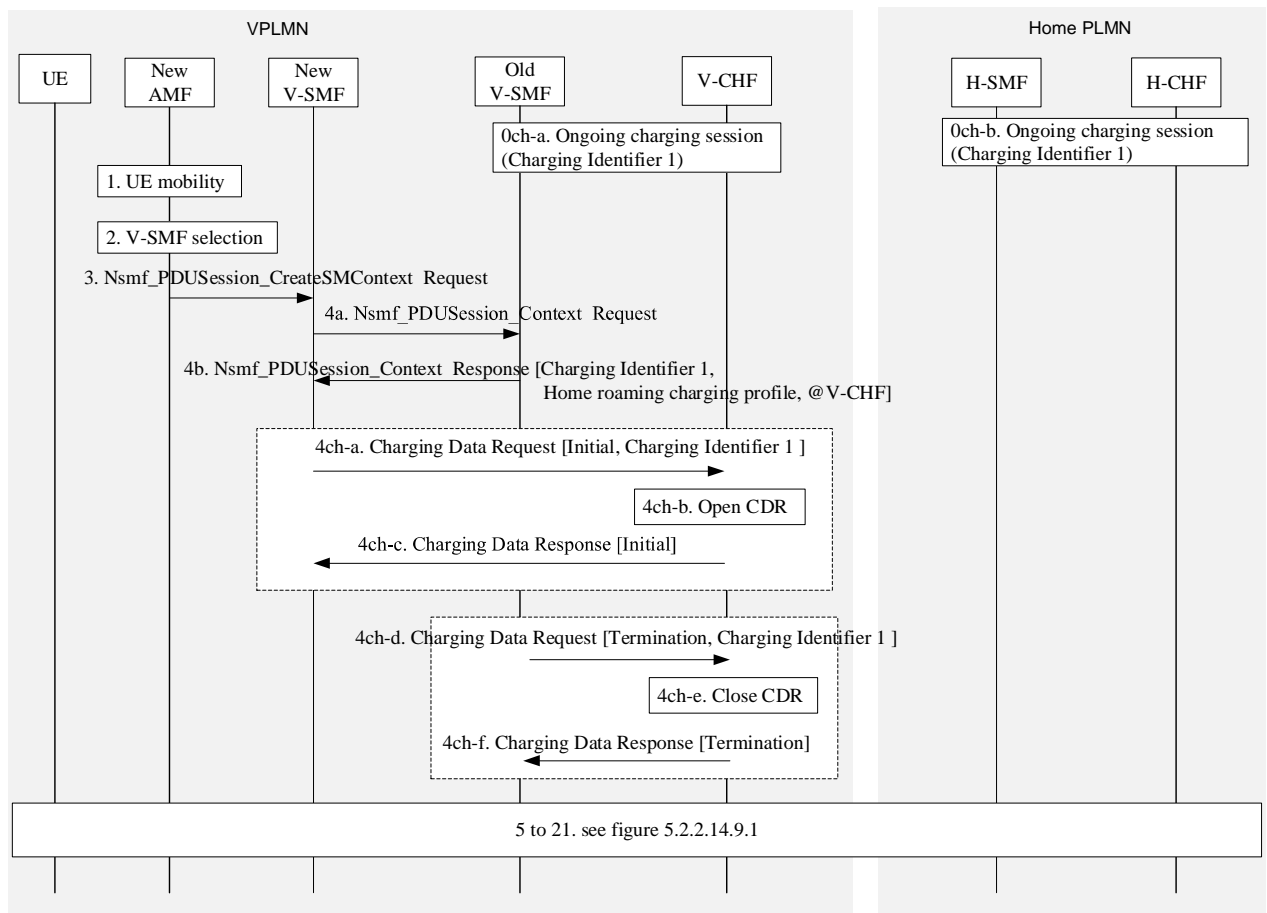 VPLMN
Home PLMN
UE
New
AMF
New
V-SMF
Old
V-SMF
V-CHF
H-SMF
H-CHF
0ch-a. Ongoing charging session
(Charging Identifier 1)
0ch-b. Ongoing charging session
(Charging Identifier 1)
1. UE mobility
2. V-SMF selection
3. Nsmf_PDUSession_CreateSMContext Request
4a. Nsmf_PDUSession_Context Request
4b. Nsmf_PDUSession_Context Response [Charging Identifier 1,
Home roaming charging profile, @V-CHF]
4ch-a. Charging Data Request [Initial, Charging Identifier 1 ]
4ch-b. Open CDR
4ch-c. Charging Data Response [Initial]
4ch-d. Charging Data Request [Termination, Charging Identifier 1 ]
4ch-e. Close CDR
4ch-f. Charging Data Response [Termination]
5 to 21. see figure 5.2.2.14.9.1